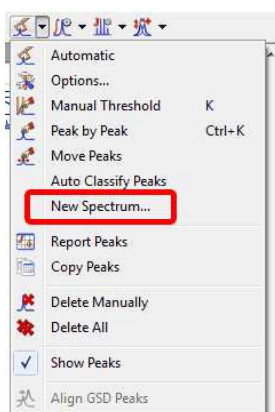 Automatic
Options...
Manual Threshold K
Peak by Peak Ctrl+K
Move Peaks
Auto Classify Peaks
New Spectrum...
Report Peaks
Copy Peaks
Delete Manually
Delete All
Show Peaks
Align GSD Peaks